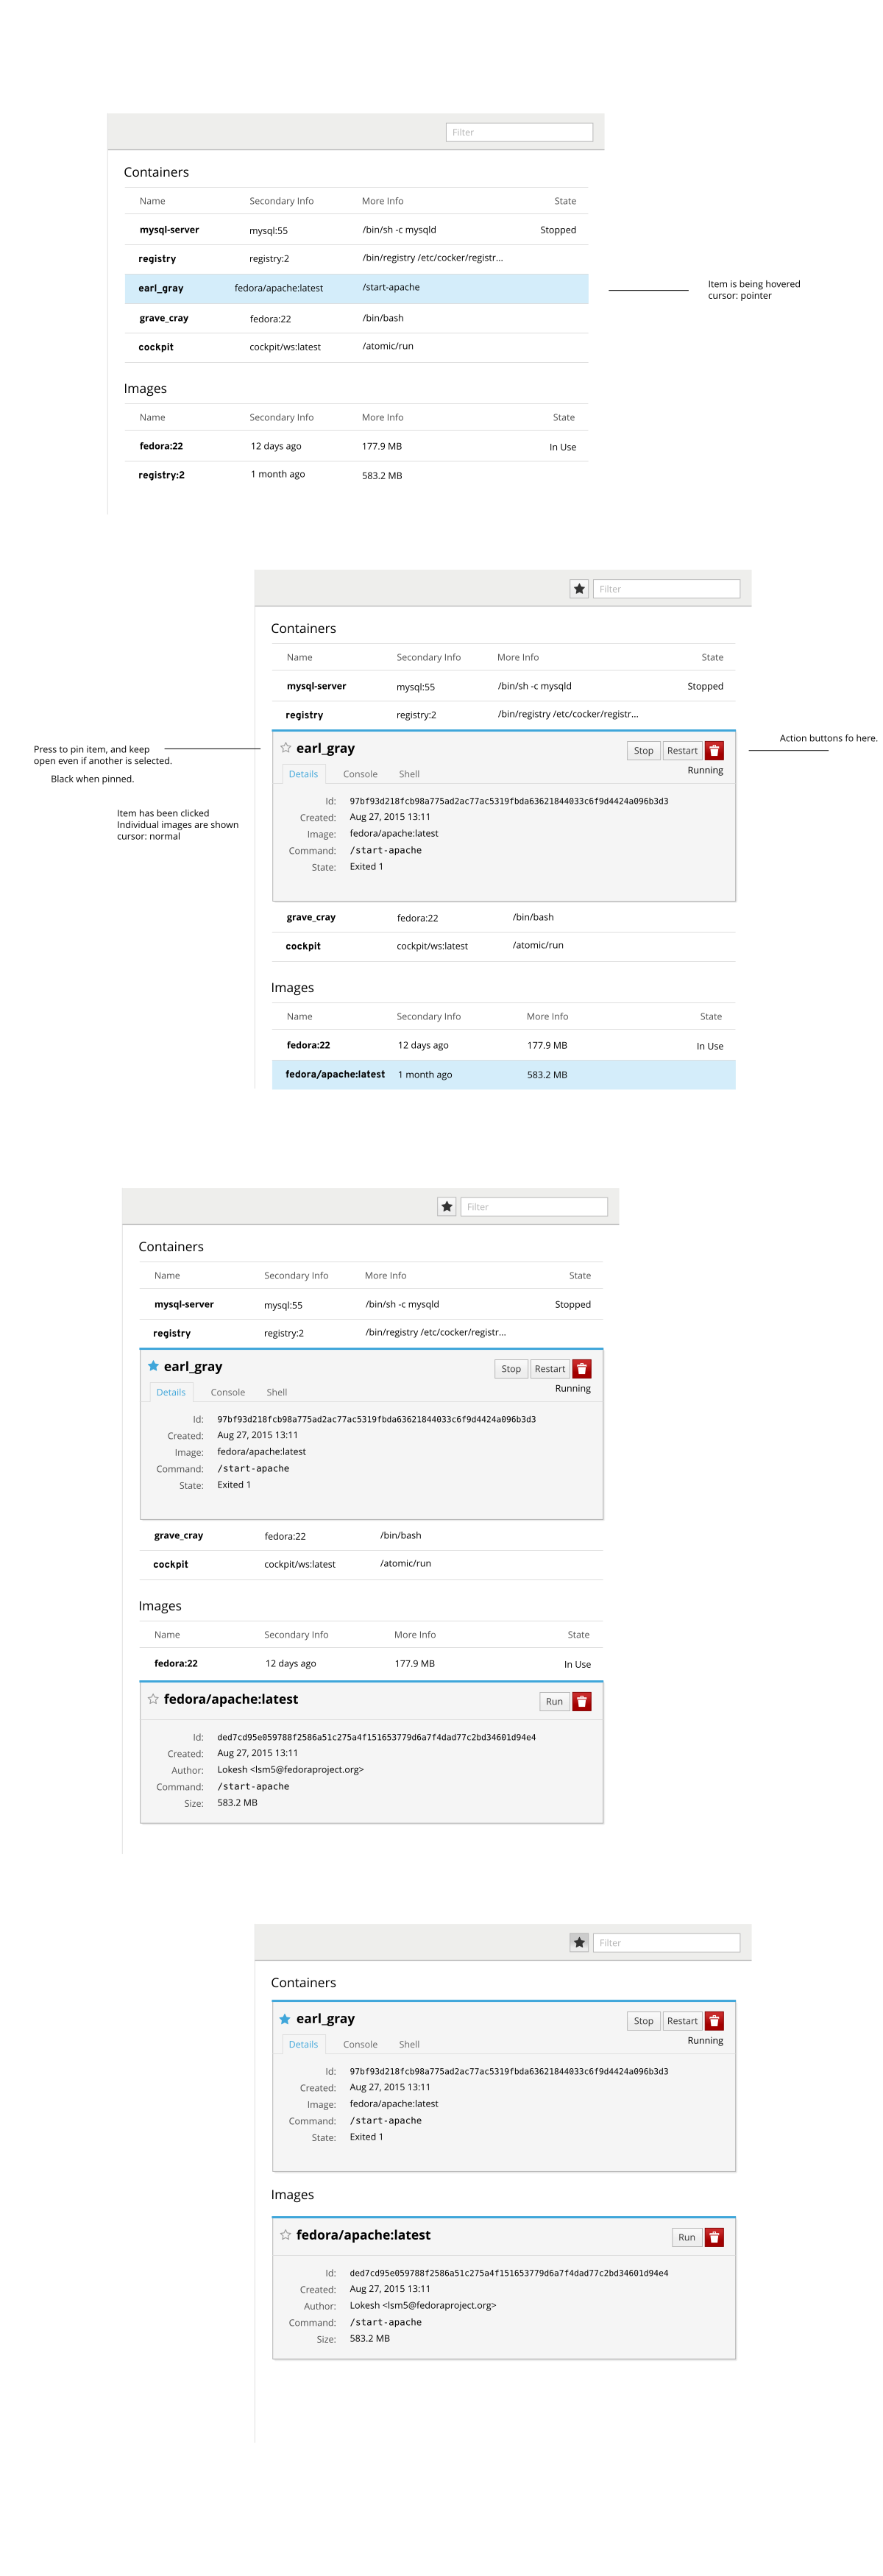 Filter
Containers
Name Secondary Info More Info State
mysql-server mysql:55 /bin/sh -c mysqld Stopped
registry registry:2 /bin/registry /etc/cocker/registr...
earl_gray fedora/apache:latest /start-apache
Item is being hovered
cursor: pointer
grave_cray fedora:22 /bin/bash
cockpit cockpit/ws:latest /atomic/run
Images
Name Secondary Info More Info State
fedora:22 12 days ago 177.9 MB In Use
registry:2 1 month ago 583.2 MB
Filter
Containers
Name Secondary Info More Info State
mysql-server mysql:55 /bin/sh -c mysqld Stopped
registry registry:2 /bin/registry /etc/cocker/registr...
Press to pin item, and keep
open even if another is selected.
Black when pinned.
Item has been clicked
Individual images are shown
cursor: normal
earl_gray Stop Restart
Action buttons fo here.
Running
Details Console Shell
Id: 97bf93d218fcb98a775ad2ac77ac5319fbda63621844033c6f9d4424a096b3d3
Created: Aug 27, 2015 13:11
Image: fedora/apache:latest
Command: /start-apache
State: Exited 1
grave_cray fedora:22 /bin/bash
cockpit cockpit/ws:latest /atomic/run
Images
Name Secondary Info More Info State
fedora:22 12 days ago 177.9 MB In Use
fedora/apache:latest 1 month ago 583.2 MB
Filter
Containers
Name Secondary Info More Info State
mysql-server mysql:55 /bin/sh -c mysqld Stopped
registry registry:2 /bin/registry /etc/cocker/registr...
earl_gray Stop Restart
Running
Details Console Shell
Id: 97bf93d218fcb98a775ad2ac77ac5319fbda63621844033c6f9d4424a096b3d3
Created: Aug 27, 2015 13:11
Image: fedora/apache:latest
Command: /start-apache
State: Exited 1
grave_cray fedora:22 /bin/bash
cockpit cockpit/ws:latest /atomic/run
Images
Name Secondary Info More Info State
fedora:22 12 days ago 177.9 MB In Use
fedora/apache:latest Run
Id: ded7cd95e059788f2586a51c275a4f151653779d6a7f4dad77c2bd34601d94e4
Created: Aug 27, 2015 13:11
Author: Lokesh <lsm5@fedoraproject.org>
Command: /start-apache
Size: 583.2 MB
Filter
Containers
earl_gray Stop Restart
Running
Details Console Shell
Id: 97bf93d218fcb98a775ad2ac77ac5319fbda63621844033c6f9d4424a096b3d3
Created: Aug 27, 2015 13:11
Image: fedora/apache:latest
Command: /start-apache
State: Exited 1
Images
fedora/apache:latest Run
Id: ded7cd95e059788f2586a51c275a4f151653779d6a7f4dad77c2bd34601d94e4
Created: Aug 27, 2015 13:11
Author: Lokesh <lsm5@fedoraproject.org>
Command: /start-apache
Size: 583.2 MB